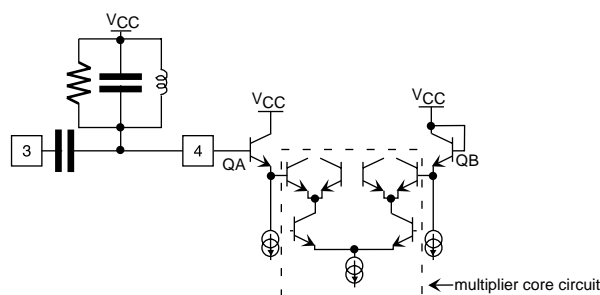 VCC
VCC
VCC
3
4
QA
QB
multiplier core circuit